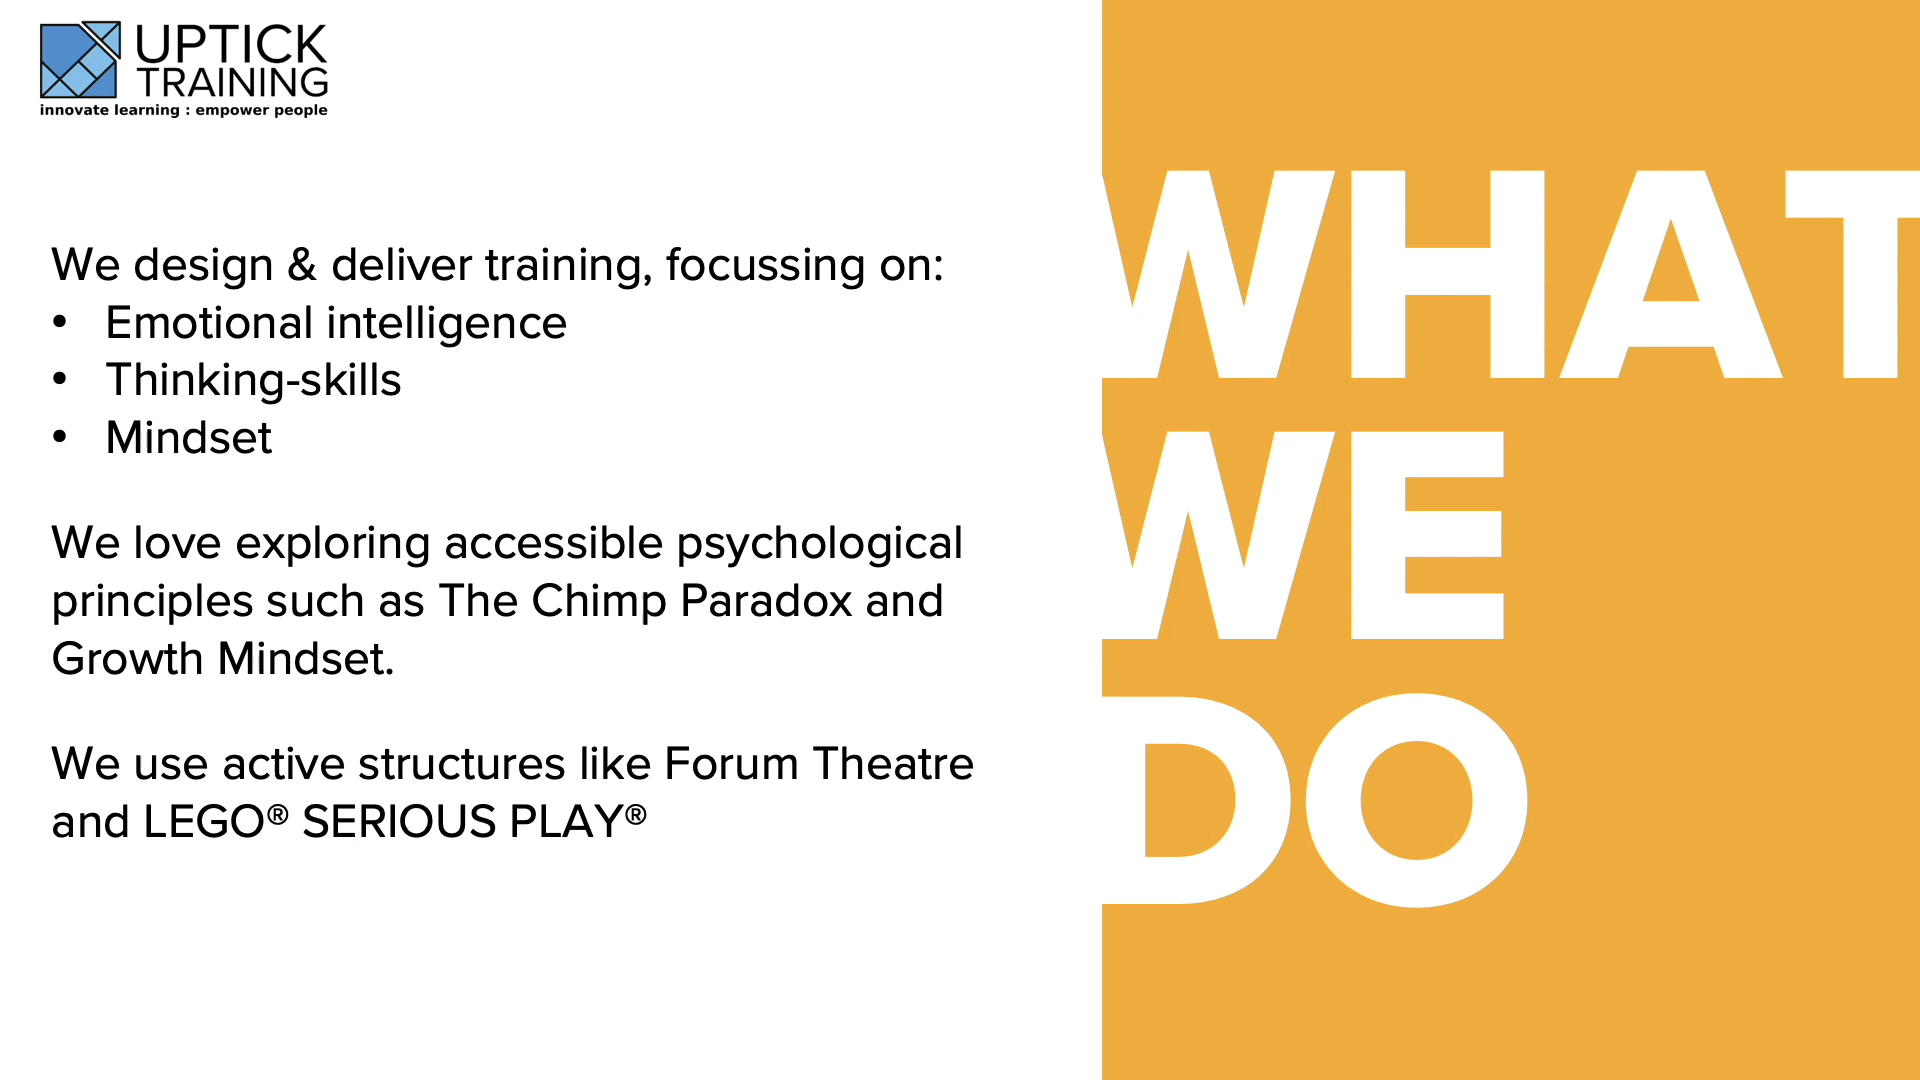 UPTICK
TRAINING
innovate learning : empower people
We design & deliver training, focussing on:
• Emotional intelligence
• Thinking-skills
• Mindset
We love exploring accessible psychological
principles such as The Chimp Paradox and
Growth Mindset.
We use active structures like Forum Theatre
and LEGO® SERIOUS PLAY®
WHAT
WE
DO